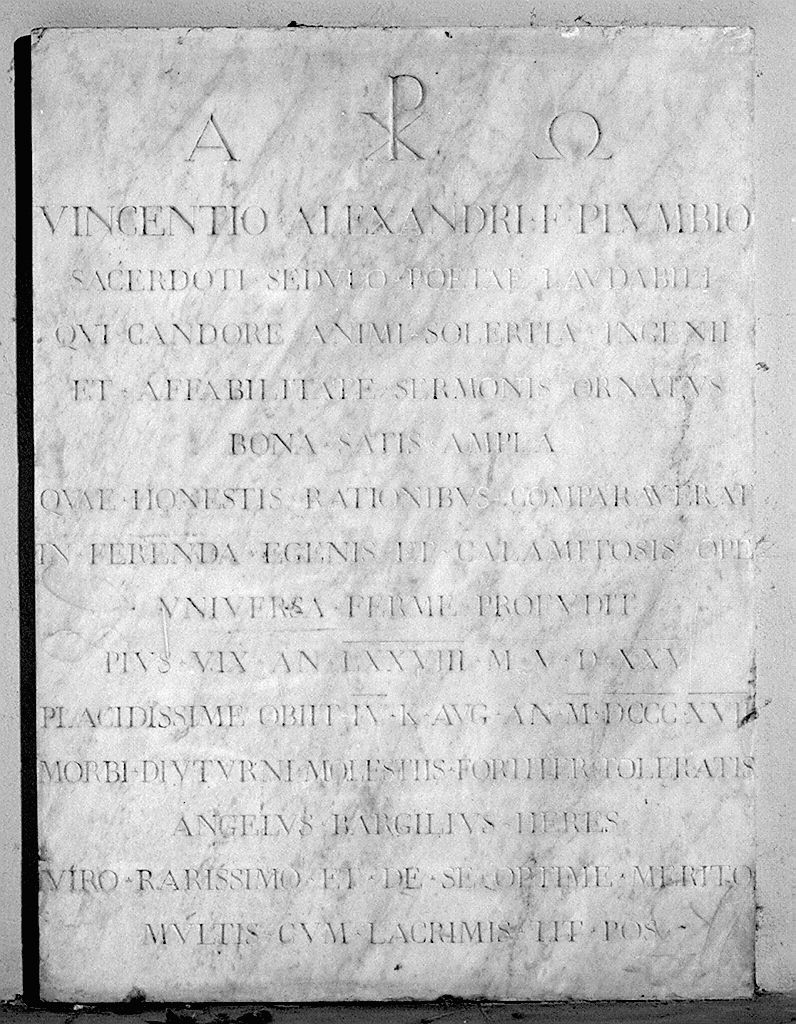 Α ☧ Ω
VINCENTIO · ALEXANDRI · F · PLVMBIO
SACERDOTI · SEDVLO · POETAE · LAVDABILI
QVI · CANDORE · ANIMI · SOLERTIA · INGENII
ET · AFFABILITATE · SERMONIS · ORNATVS
BONA · SATIS · AMPLA
QVAE · HONESTIS · RATIONIBVS · COMPARAVERAT
IN · FERENDA · EGENIS · ET · CALAMITOSIS · OPE
VNIVERSA · FERME · PROFVDIT
PIVS · VIX · AN · LXXVIII · M · V · D · XXV
PLACIDISSIME · OBIIT · IV · K · AVG · AN · M · DCCC
MORBI · DIVTVRNI · MOLESTIIS · FORTITER · TOLERATIS
ANGELVS · BARGILIVS · HERES
VIRO · RARISSIMO · ET · DE · SE · OPTIME · MERITO
MVLTIS · CVM · LACRIMIS · TIT · POS ·